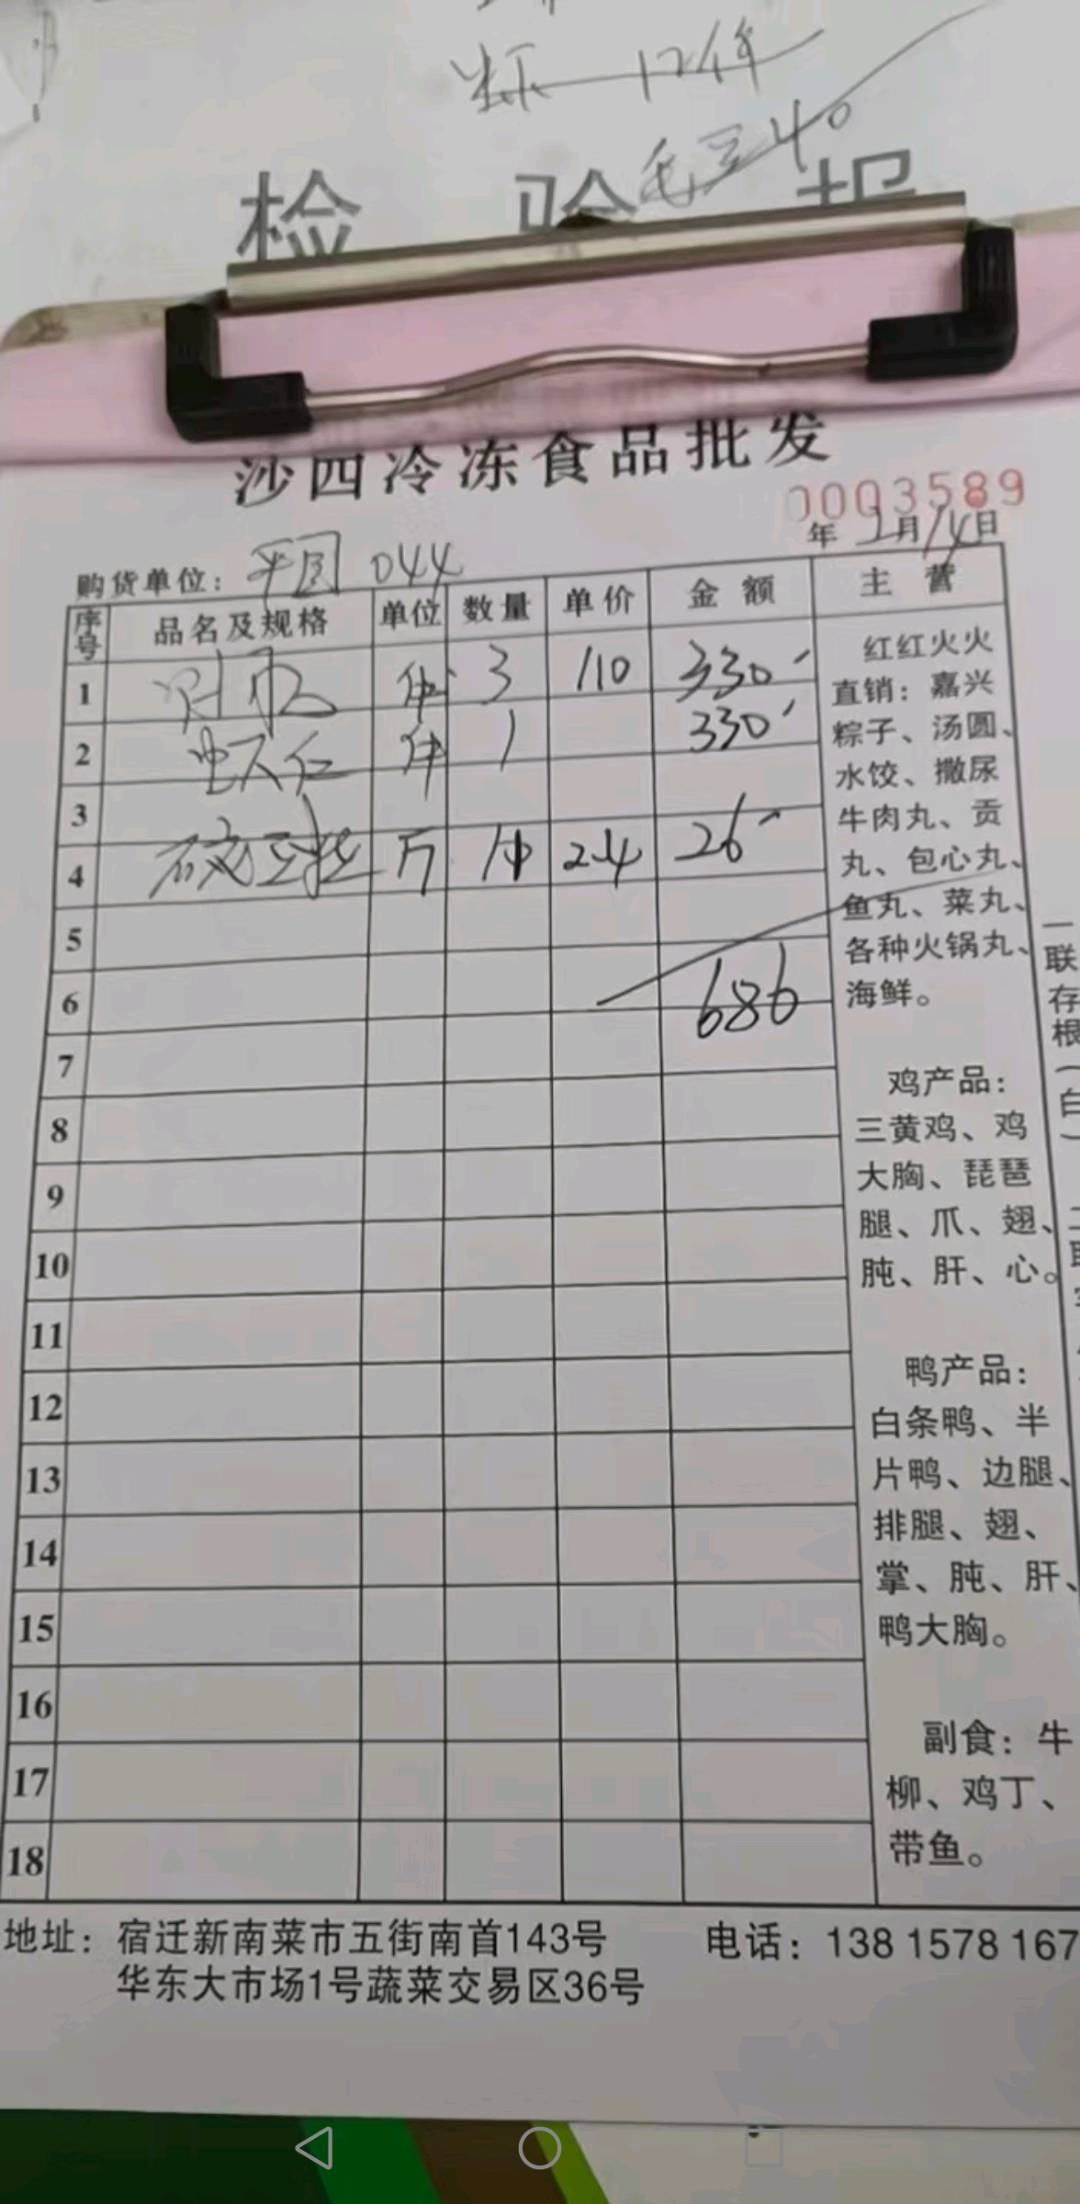 一17件
毛豆40
检验报
沙四冷冻食品批发
0003589
年 2月14日
购货单位： 044
序号 品名及规格 单位 数量 单价 金额 主营
1 件 3 110 330
2 虾仁 件 1 330
3
4 24 26
5
6 686
7
8
9
10
11
12
13
14
15
16
17
18
红红火火
直销：嘉兴
粽子、汤圆、
水饺、撒尿
牛肉丸、贡
丸、包心丸、
鱼丸、菜丸、
各种火锅丸、
海鲜。
鸡产品：
三黄鸡、鸡
大胸、琵琶
腿、爪、翅、
肫、肝、心。
鸭产品：
白条鸭、半
片鸭、边腿、
排腿、翅、
掌、肫、肝、
鸭大胸。
副食：牛
柳、鸡丁、
带鱼。
一联存根（白）
地址：宿迁新南菜市五街南首143号 电话：138 1578 167
华东大市场1号蔬菜交易区36号